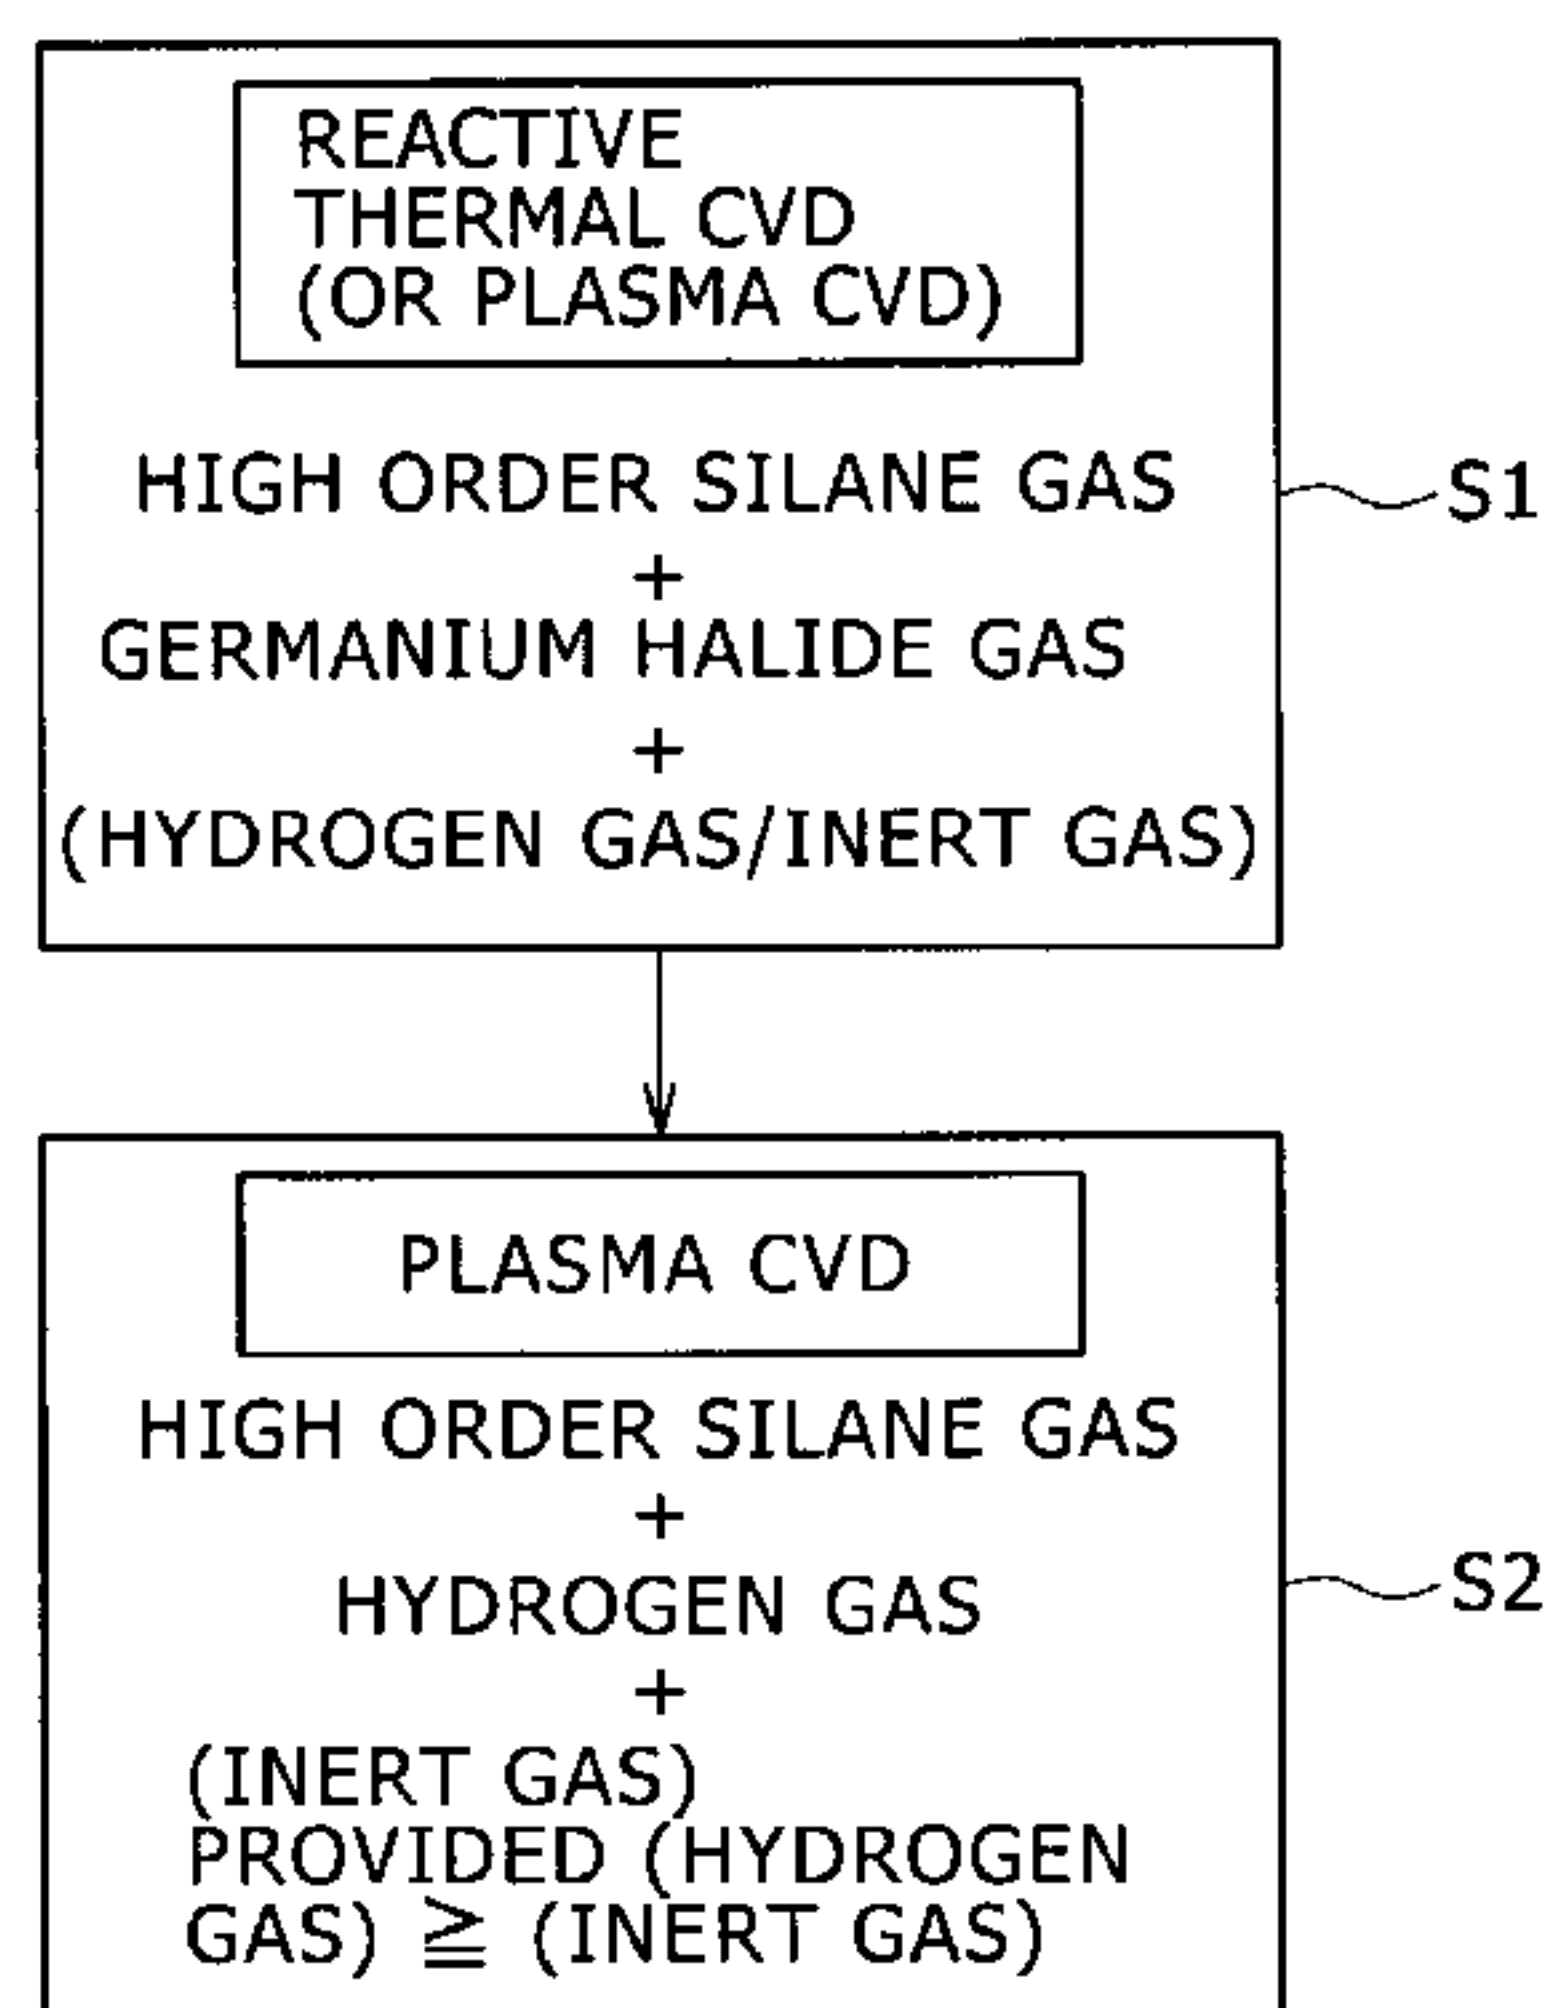 REACTIVE
THERMAL CVD
(OR PLASMA CVD)
HIGH ORDER SILANE GAS
+
GERMANIUM HALIDE GAS
+
(HYDROGEN GAS/INERT GAS)
S1
PLASMA CVD
HIGH ORDER SILANE GAS
+
HYDROGEN GAS
+
(INERT GAS)
PROVIDED (HYDROGEN
GAS) ≧ (INERT GAS)
S2